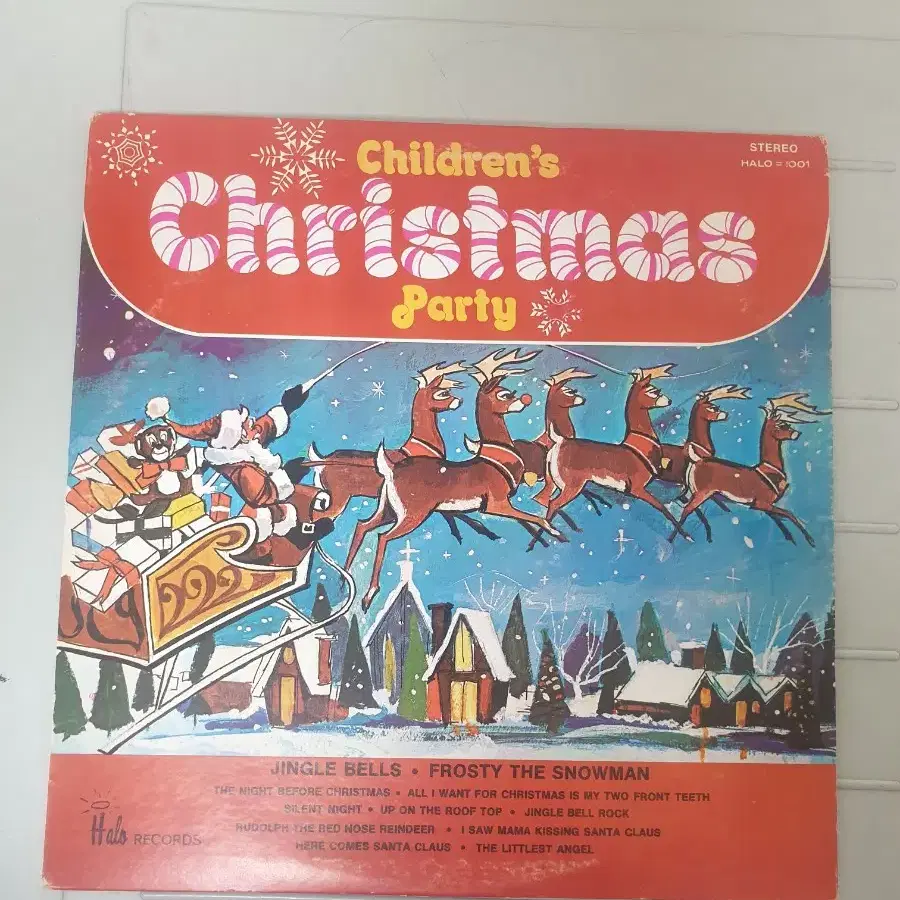 Children's
STEREO
Christmas
Party
JINGLE BELLS • FROSTY THE SNOWMAN
THE NIGHT BEFORE CHRISTMAS • ALL I WANT FOR CHRISTMAS IS MY TWO FRONT TEETH
SILENT NIGHT • UP ON THE ROOF TOP • JINGLE BELL ROCK
RUDOLPH THE RED NOSE REINDEER • I SAW MAMA KISSING SANTA CLAUS
HERE COMES SANTA CLAUS • THE LITTLEST ANGEL
Halo RECORDS